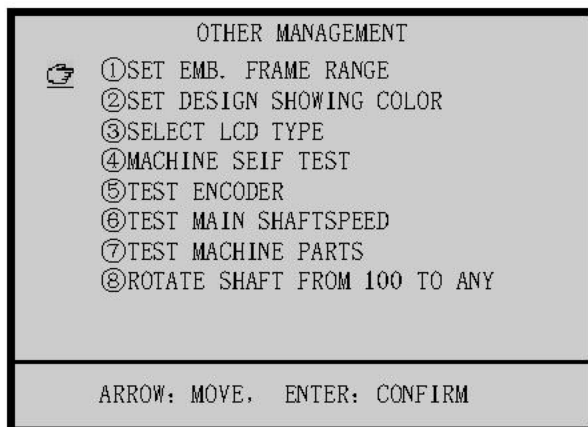 OTHER MANAGEMENT
①SET EMB. FRAME RANGE
②SET DESIGN SHOWING COLOR
③SELECT LCD TYPE
④MACHINE SEIF TEST
⑤TEST ENCODER
⑥TEST MAIN SHAFTSPEED
⑦TEST MACHINE PARTS
⑧ROTATE SHAFT FROM 100 TO ANY
ARROW: MOVE, ENTER: CONFIRM